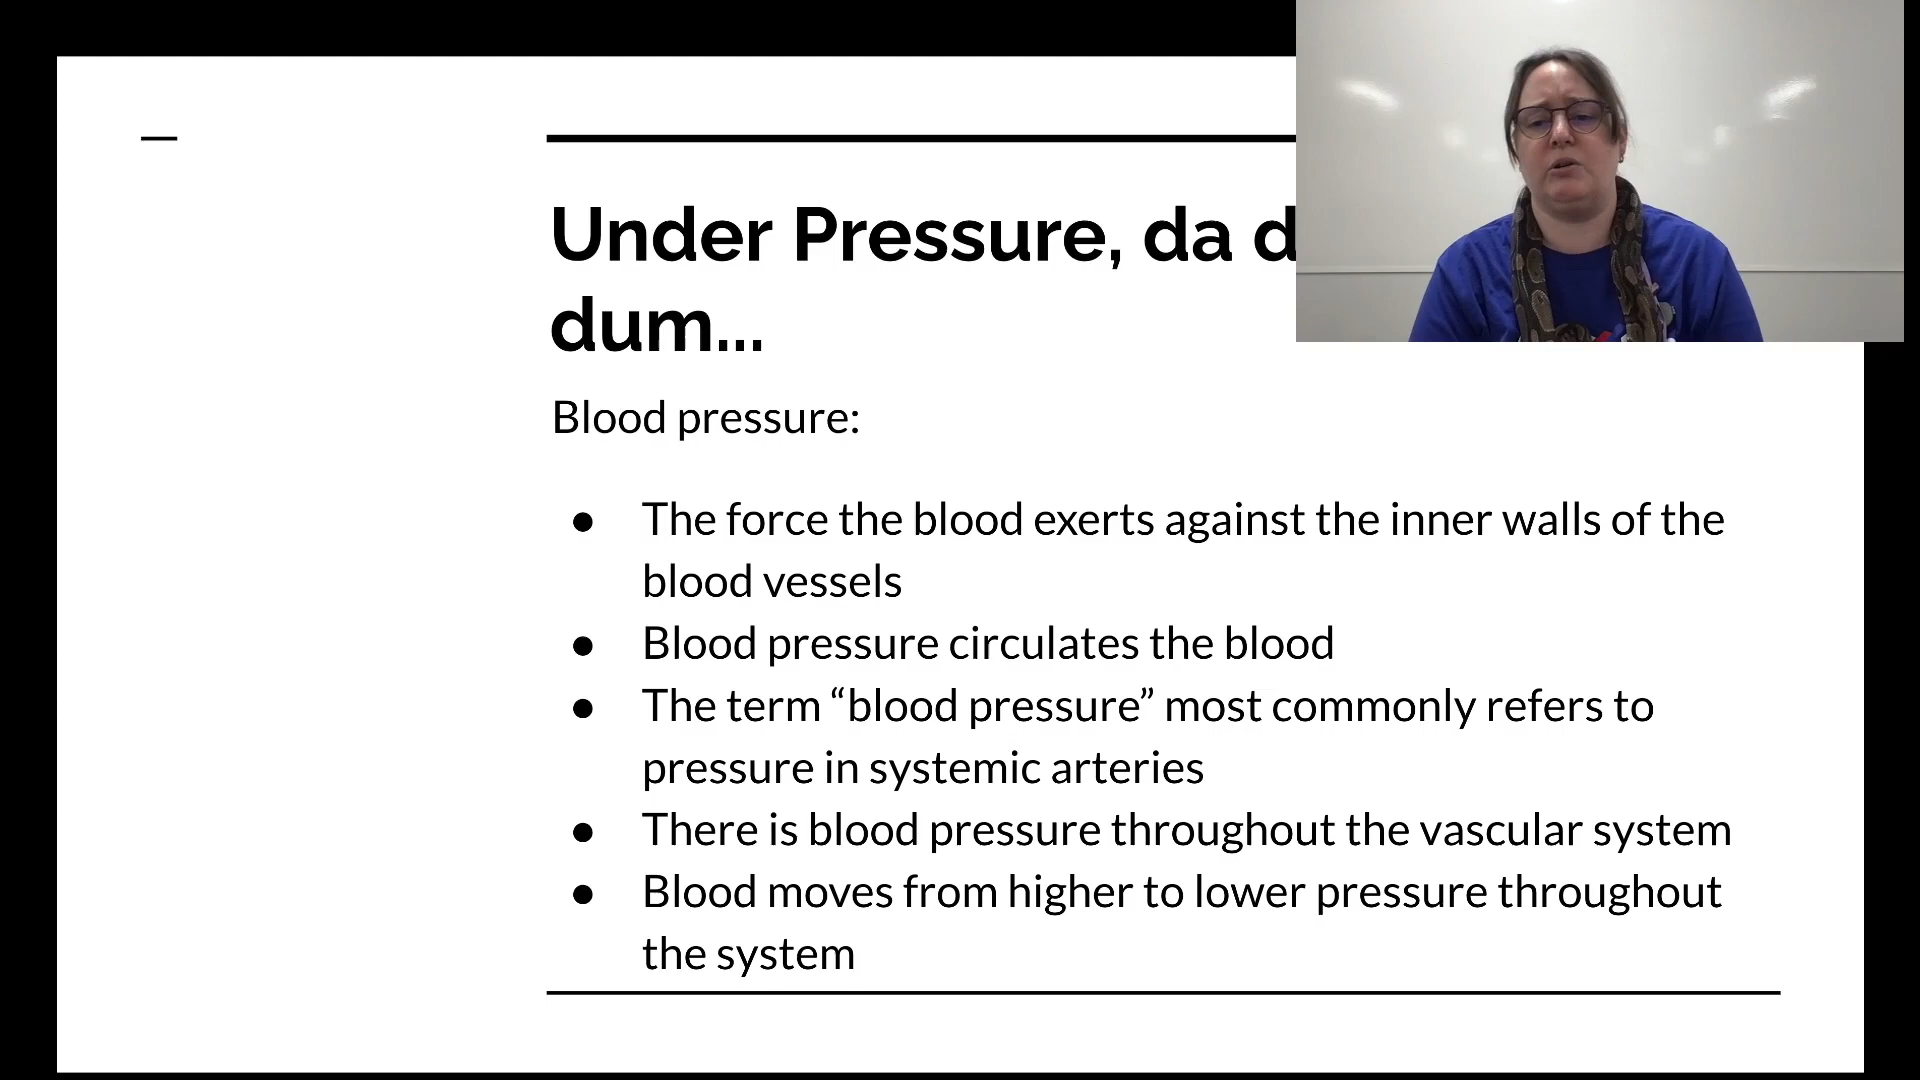 Under Pressure, da
dum...
Blood pressure:
● The force the blood exerts against the inner walls of the
blood vessels
● Blood pressure circulates the blood
● The term “blood pressure” most commonly refers to
pressure in systemic arteries
● There is blood pressure throughout the vascular system
● Blood moves from higher to lower pressure throughout
the system